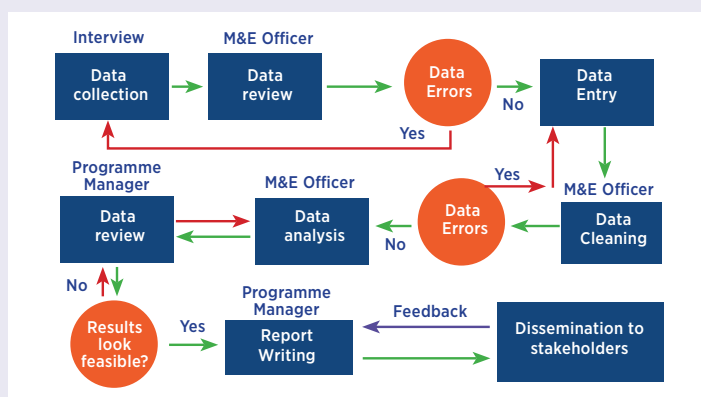 Interview
Data
collection
M&E Officer
Data
review
Data
Errors
Yes
No
Data
Entry
Programme
Manager
Data
review
M&E Officer
Data
analysis
No
Data
Errors
Yes
M&E Officer
Data
Cleaning
No
Results
look
feasible?
Yes
Programme
Manager
Report
Writing
Feedback
Dissemination to
stakeholders